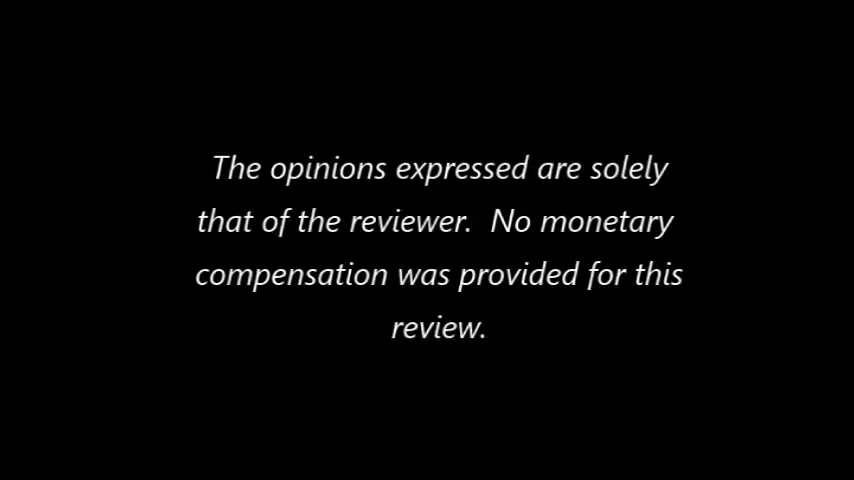 The opinions expressed are solely
that of the reviewer.  No monetary
compensation was provided for this
review.